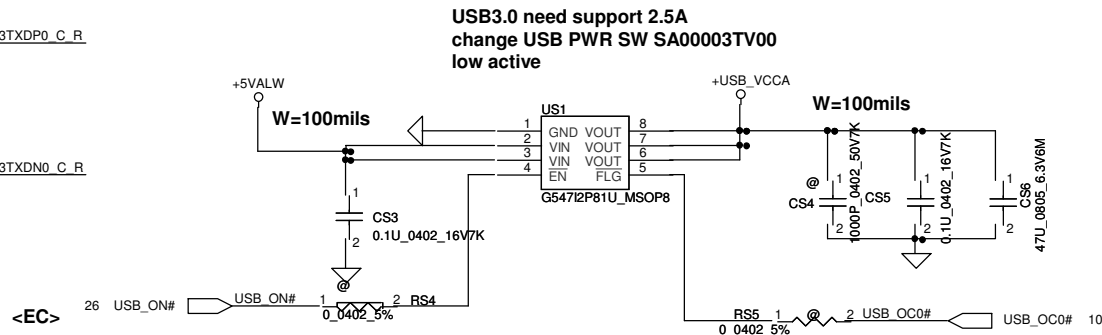 USB3.0 need support 2.5A
change USB PWR SW SA00003TV00
low active
3TXDP0_C_R
+5VALW
W=100mils
+USB_VCCA
W=100mils
US1
1 GND VOUT 8
2 VIN VOUT 7
3 VIN VOUT 6
4 EN FLG 5
G547I2P81U_MSOP8
3TXDN0_C_R
1
CS3
0.1U_0402_16V7K
2
@
1
CS4
1000P_0402_50V7K
2
1
CS5
0.1U_0402_16V7K
2
1
CS6
47U_0805_6.3V6M
2
<EC> 26 USB_ON# USB_ON# 1 @ 2 RS4
0_0402_5%
RS5 1 @ 2 USB_OC0# USB_OC0# 10
0_0402_5%